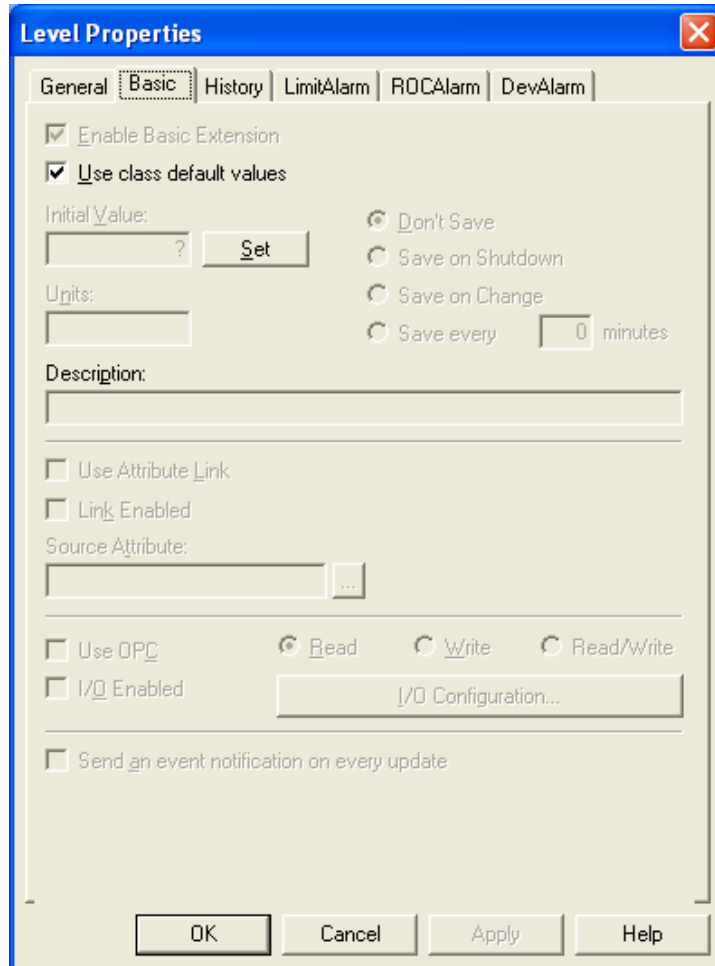 Level Properties
General Basic History LimitAlarm ROCAlarm DevAlarm
Enable Basic Extension
Use class default values
Initial Value:
? Set
Units:
Don't Save
Save on Shutdown
Save on Change
Save every 0 minutes
Description:
Use Attribute Link
Link Enabled
Source Attribute:
...
Use OPC Read Write Read/Write
I/O Enabled I/O Configuration...
Send an event notification on every update
OK Cancel Apply Help